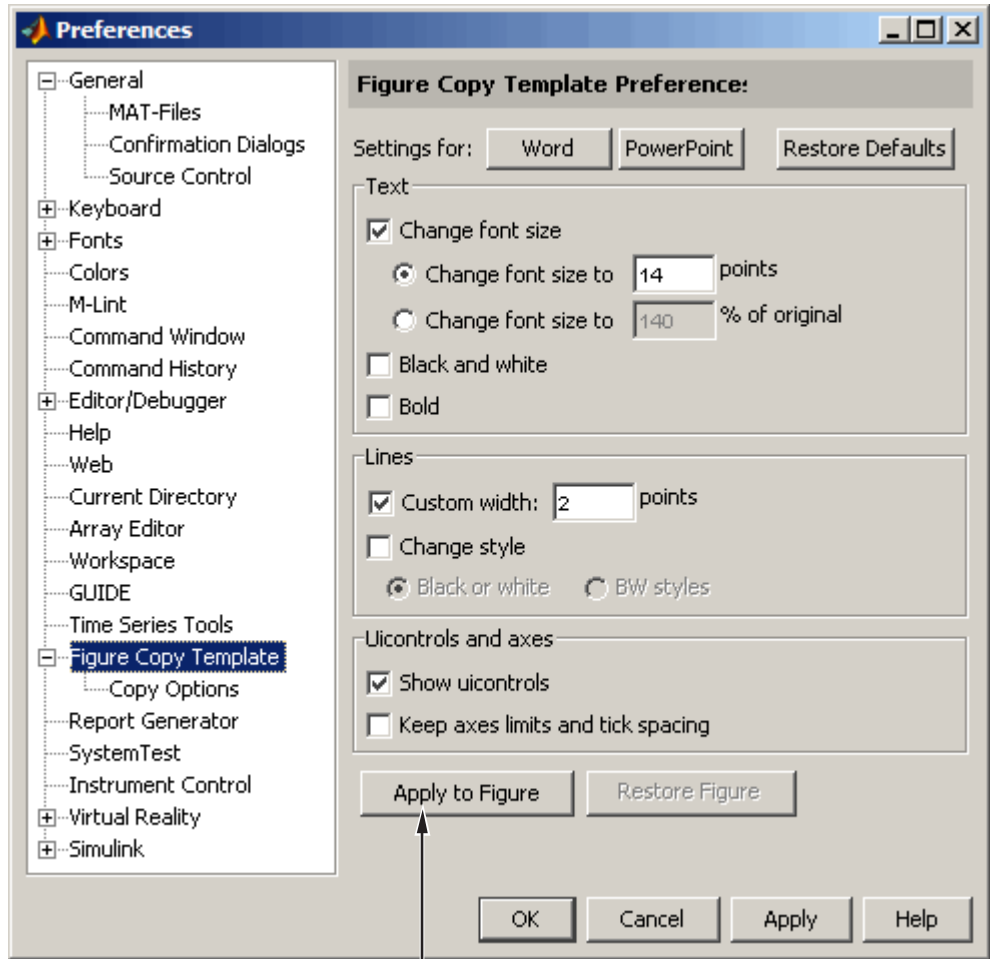 Preferences
General
MAT-Files
Confirmation Dialogs
Source Control
Keyboard
Fonts
Colors
M-Lint
Command Window
Command History
Editor/Debugger
Help
Web
Current Directory
Array Editor
Workspace
GUIDE
Time Series Tools
Figure Copy Template
Copy Options
Report Generator
SystemTest
Instrument Control
Virtual Reality
Simulink
Figure Copy Template Preference:
Settings for: Word PowerPoint Restore Defaults
Text
Change font size
Change font size to 14 points
Change font size to 140 % of original
Black and white
Bold
Lines
Custom width: 2 points
Change style
Black or white BW styles
Uicontrols and axes
Show uicontrols
Keep axes limits and tick spacing
Apply to Figure Restore Figure
OK Cancel Apply Help